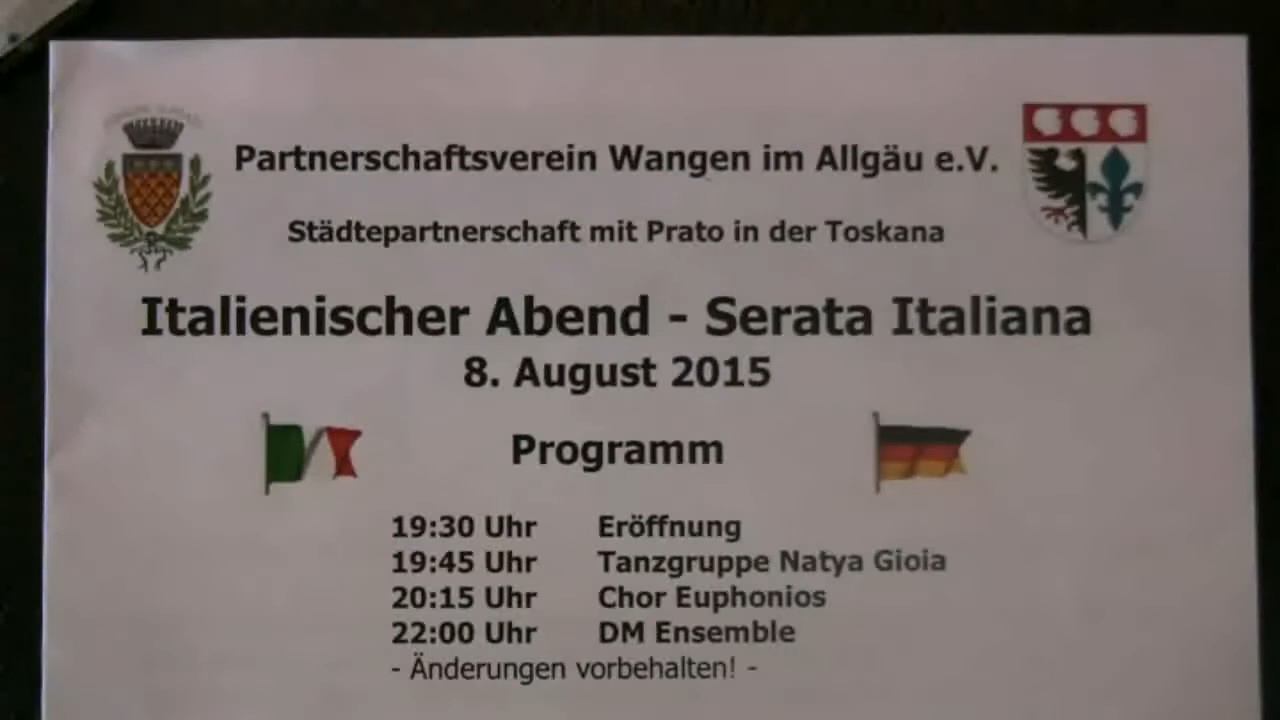 Partnerschaftsverein Wangen im Allgäu e.V.
Städtepartnerschaft mit Prato in der Toskana
Italienischer Abend - Serata Italiana
8. August 2015
Programm
19:30 Uhr Eröffnung
19:45 Uhr Tanzgruppe Natya Gioia
20:15 Uhr Chor Euphonios
22:00 Uhr DM Ensemble
- Änderungen vorbehalten! -